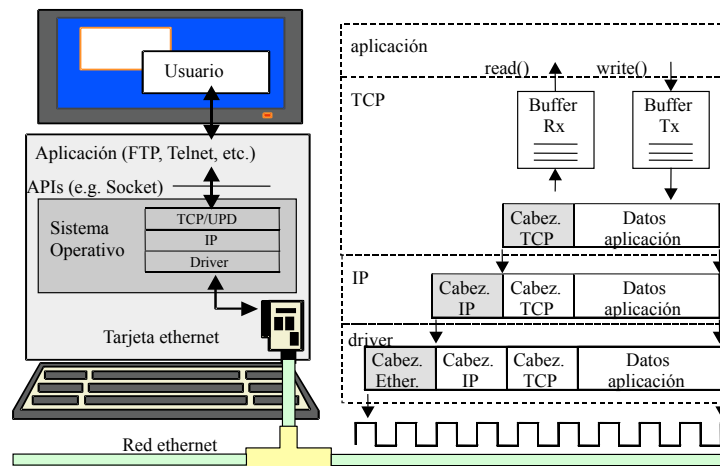 Usuario
Aplicación (FTP, Telnet, etc.)
APIs (e.g. Socket)
Sistema
Operativo
TCP/UPD
IP
Driver
Tarjeta ethernet
Red ethernet
aplicación
read()
write()
TCP
Buffer
Rx
Buffer
Tx
Cabez.
TCP
Datos
aplicación
IP
Cabez.
IP
Cabez.
TCP
Datos
aplicación
driver
Cabez.
Ether.
Cabez.
IP
Cabez.
TCP
Datos
aplicación